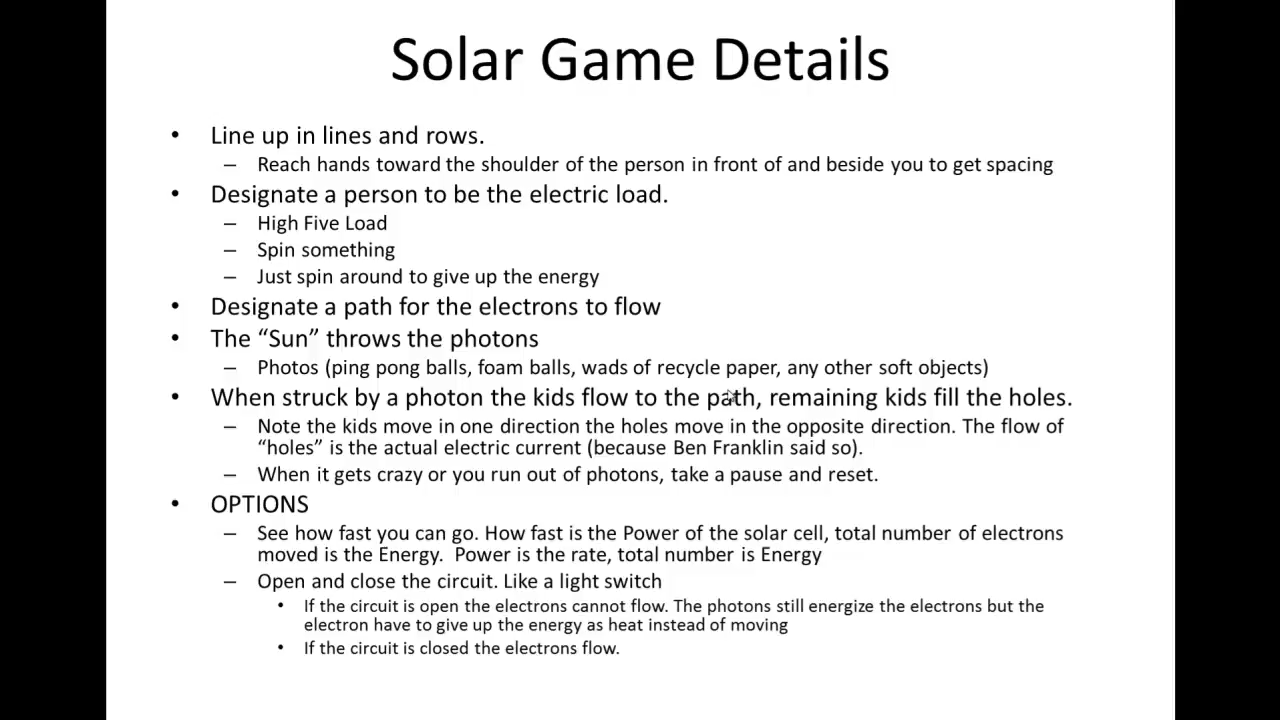 Solar Game Details
• Line up in lines and rows.
– Reach hands toward the shoulder of the person in front of and beside you to get spacing
• Designate a person to be the electric load.
– High Five Load
– Spin something
– Just spin around to give up the energy
• Designate a path for the electrons to flow
• The “Sun” throws the photons
– Photos (ping pong balls, foam balls, wads of recycle paper, any other soft objects)
• When struck by a photon the kids flow to the path, remaining kids fill the holes.
– Note the kids move in one direction the holes move in the opposite direction. The flow of
“holes” is the actual electric current (because Ben Franklin said so).
– When it gets crazy or you run out of photons, take a pause and reset.
• OPTIONS
– See how fast you can go. How fast is the Power of the solar cell, total number of electrons
moved is the Energy.  Power is the rate, total number is Energy
– Open and close the circuit. Like a light switch
• If the circuit is open the electrons cannot flow. The photons still energize the electrons but the
electron have to give up the energy as heat instead of moving
• If the circuit is closed the electrons flow.